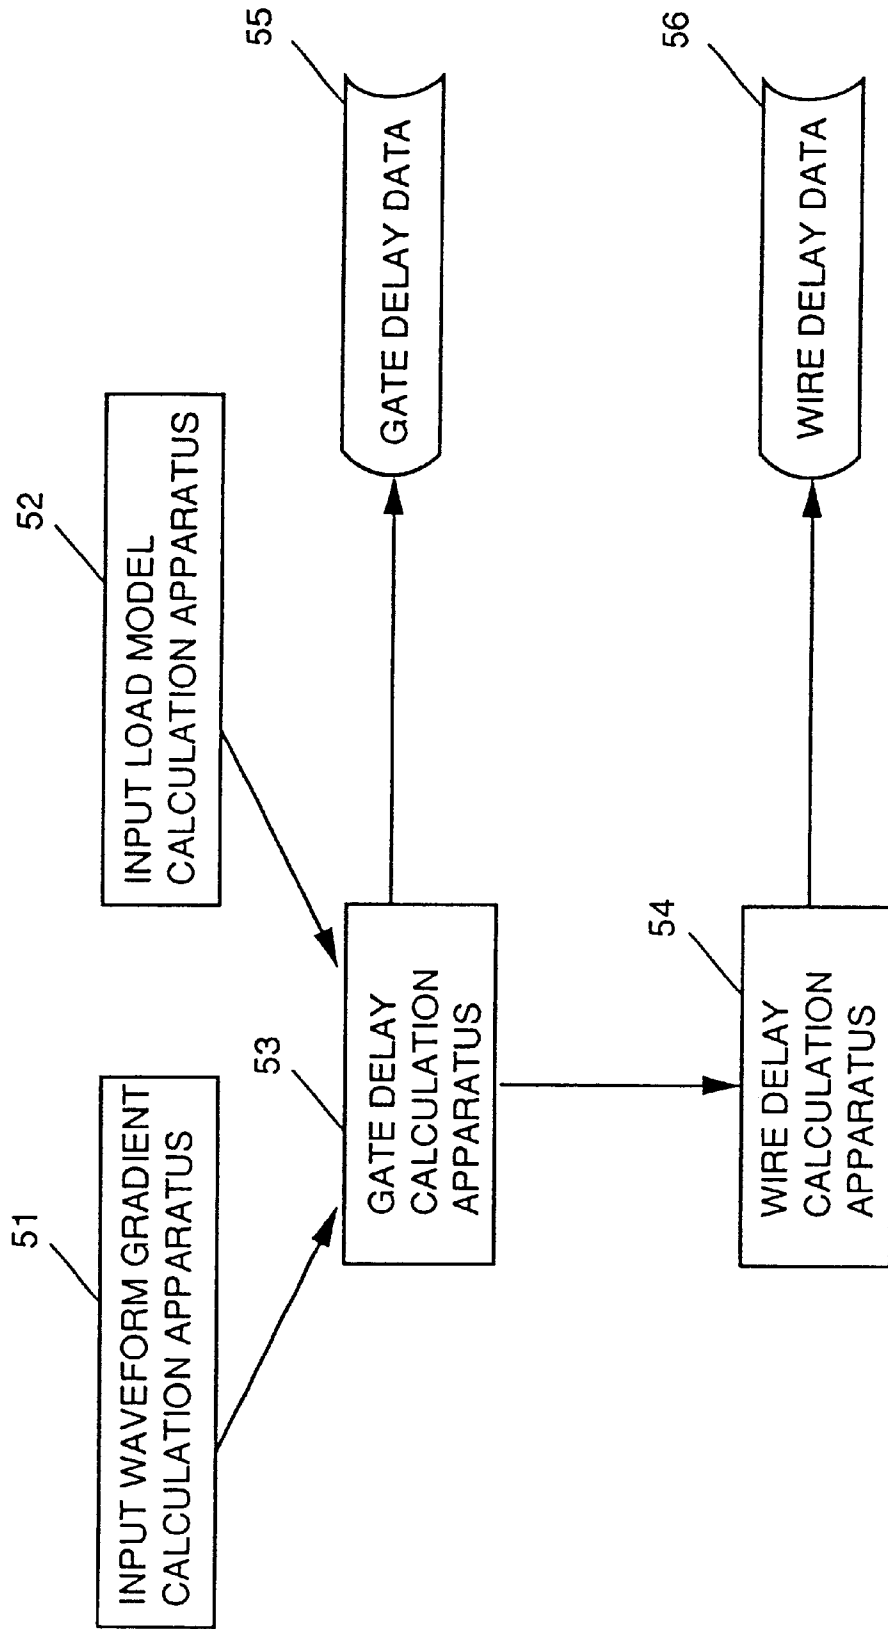 51
INPUT WAVEFORM GRADIENT
CALCULATION APPARATUS
52
INPUT LOAD MODEL
CALCULATION APPARATUS
53
GATE DELAY
CALCULATION
APPARATUS
55
GATE DELAY DATA
54
WIRE DELAY
CALCULATION
APPARATUS
56
WIRE DELAY DATA